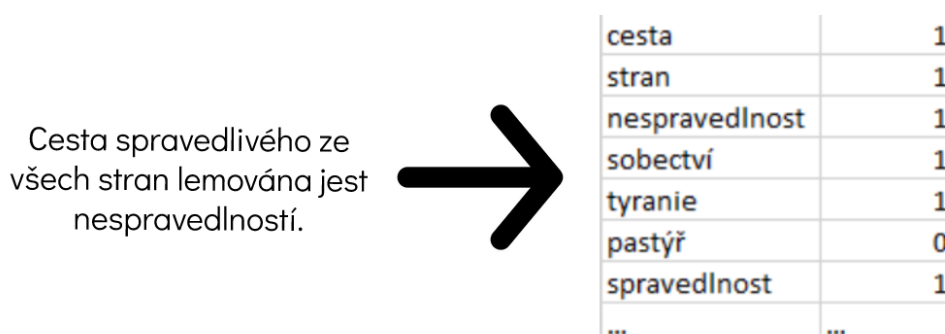 Cesta spravedlivého ze
všech stran lemována jest
nespravedlností.
cesta 1
stran 1
nespravedlnost 1
sobectví 1
tyranie 1
pastýř 0
spravedlnost 1
... ...